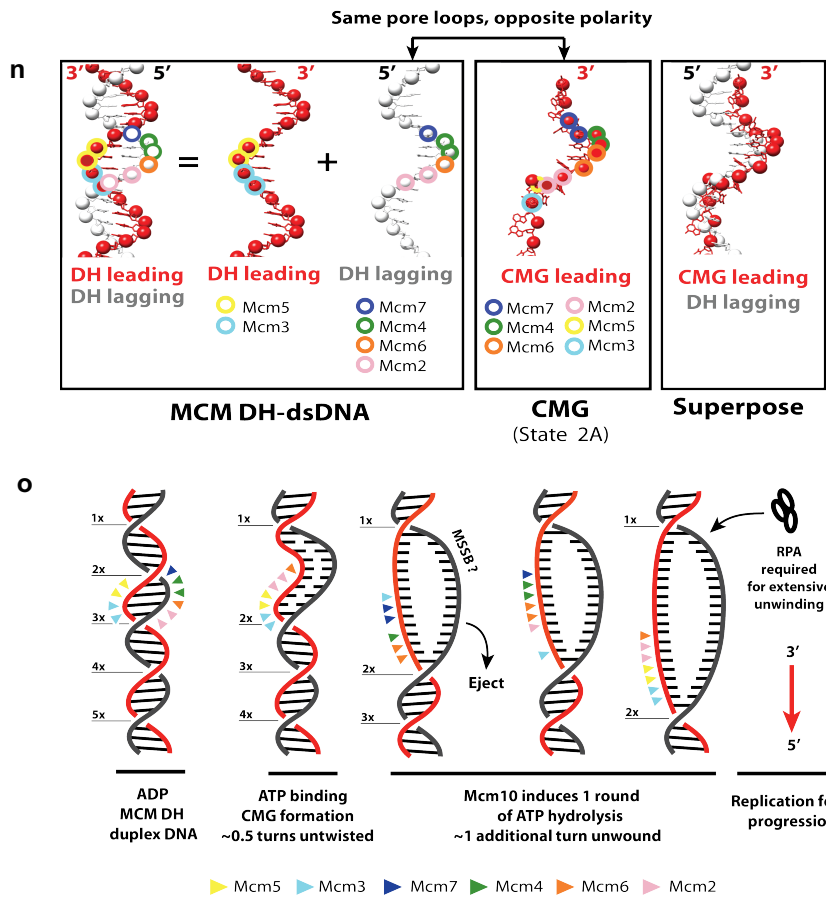 Same pore loops, opposite polarity
n
3′ 5′ 3′ 5′ 3′ 5′ 3′
= +
DH leading
DH lagging
DH leading
Mcm5
Mcm3
DH lagging
Mcm7
Mcm4
Mcm6
Mcm2
CMG leading
Mcm7 Mcm2
Mcm4 Mcm5
Mcm6 Mcm3
CMG leading
DH lagging
MCM DH-dsDNA
CMG
(State 2A)
Superpose
o
1x
2x
3x
4x
5x
1x
2x
3x
4x
MSSB ?
2x
3x
Eject
1x
2x
RPA
required
for extensive
unwinding
3′
5′
ADP
MCM DH
duplex DNA
ATP binding
CMG formation
~0.5 turns untwisted
Mcm10 induces 1 round
of ATP hydrolysis
~1 additional turn unwound
Replication fo
progressio
Mcm5 Mcm3 Mcm7 Mcm4 Mcm6 Mcm2